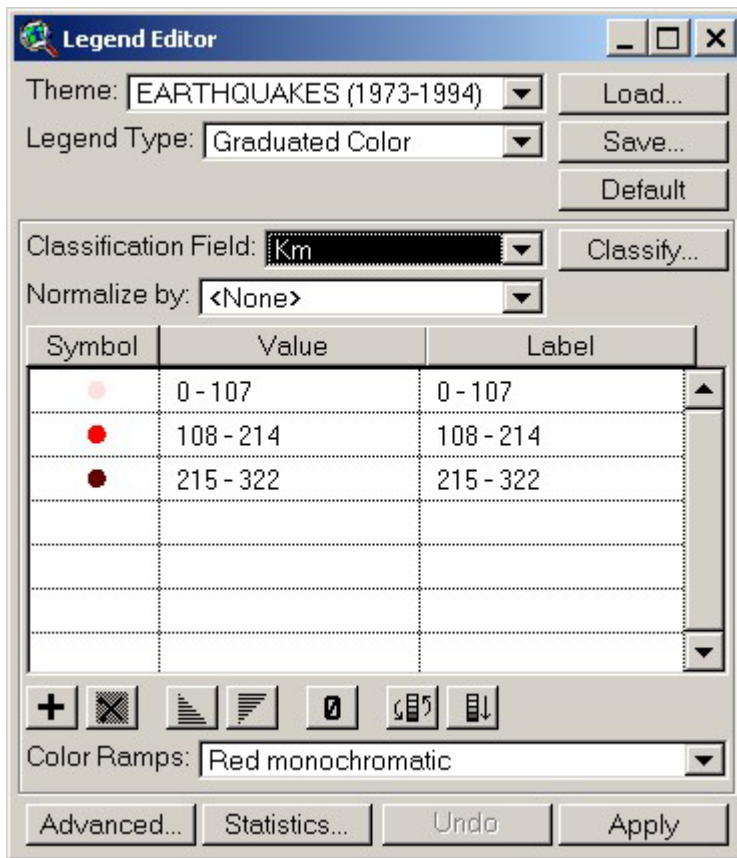 Legend Editor
Theme: EARTHQUAKES (1973-1994) Load...
Legend Type: Graduated Color Save...
Default
Classification Field: Km Classify...
Normalize by: <None>
Symbol Value Label
0 - 107 0 - 107
108 - 214 108 - 214
215 - 322 215 - 322
0
Color Ramps: Red monochromatic
Advanced... Statistics... Undo Apply